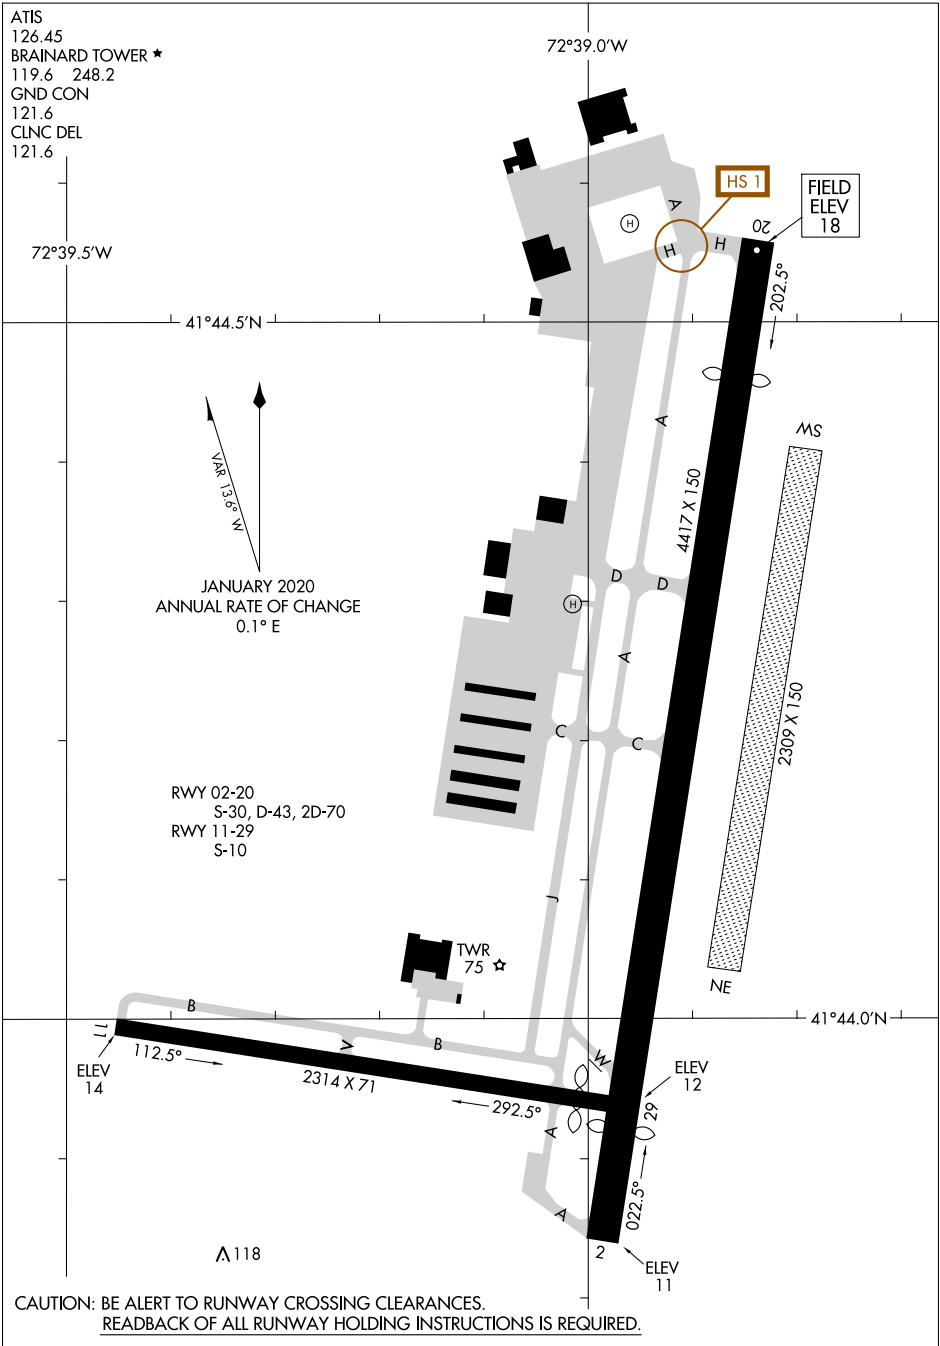 ATIS
126.45
BRAINARD TOWER ★
119.6 248.2
GND CON
121.6
CLNC DEL
121.6
72°39.0'W
HS 1
FIELD
ELEV
18
A
H
H
H
20
72°39.5'W
202.5°
41°44.5'N
A
SW
VAR 13.6° W
4417 X 150
JANUARY 2020
ANNUAL RATE OF CHANGE
0.1° E
D
D
H
A
2309 X 150
C
C
RWY 02-20
S-30, D-43, 2D-70
RWY 11-29
S-10
J
TWR
75
NE
B
41°44.0'N
11
B
V
W
112.5°
ELEV
14
2314 X 71
ELEV
12
292.5°
29
A
022.5°
A
2
118
ELEV
11
CAUTION: BE ALERT TO RUNWAY CROSSING CLEARANCES.
READBACK OF ALL RUNWAY HOLDING INSTRUCTIONS IS REQUIRED.